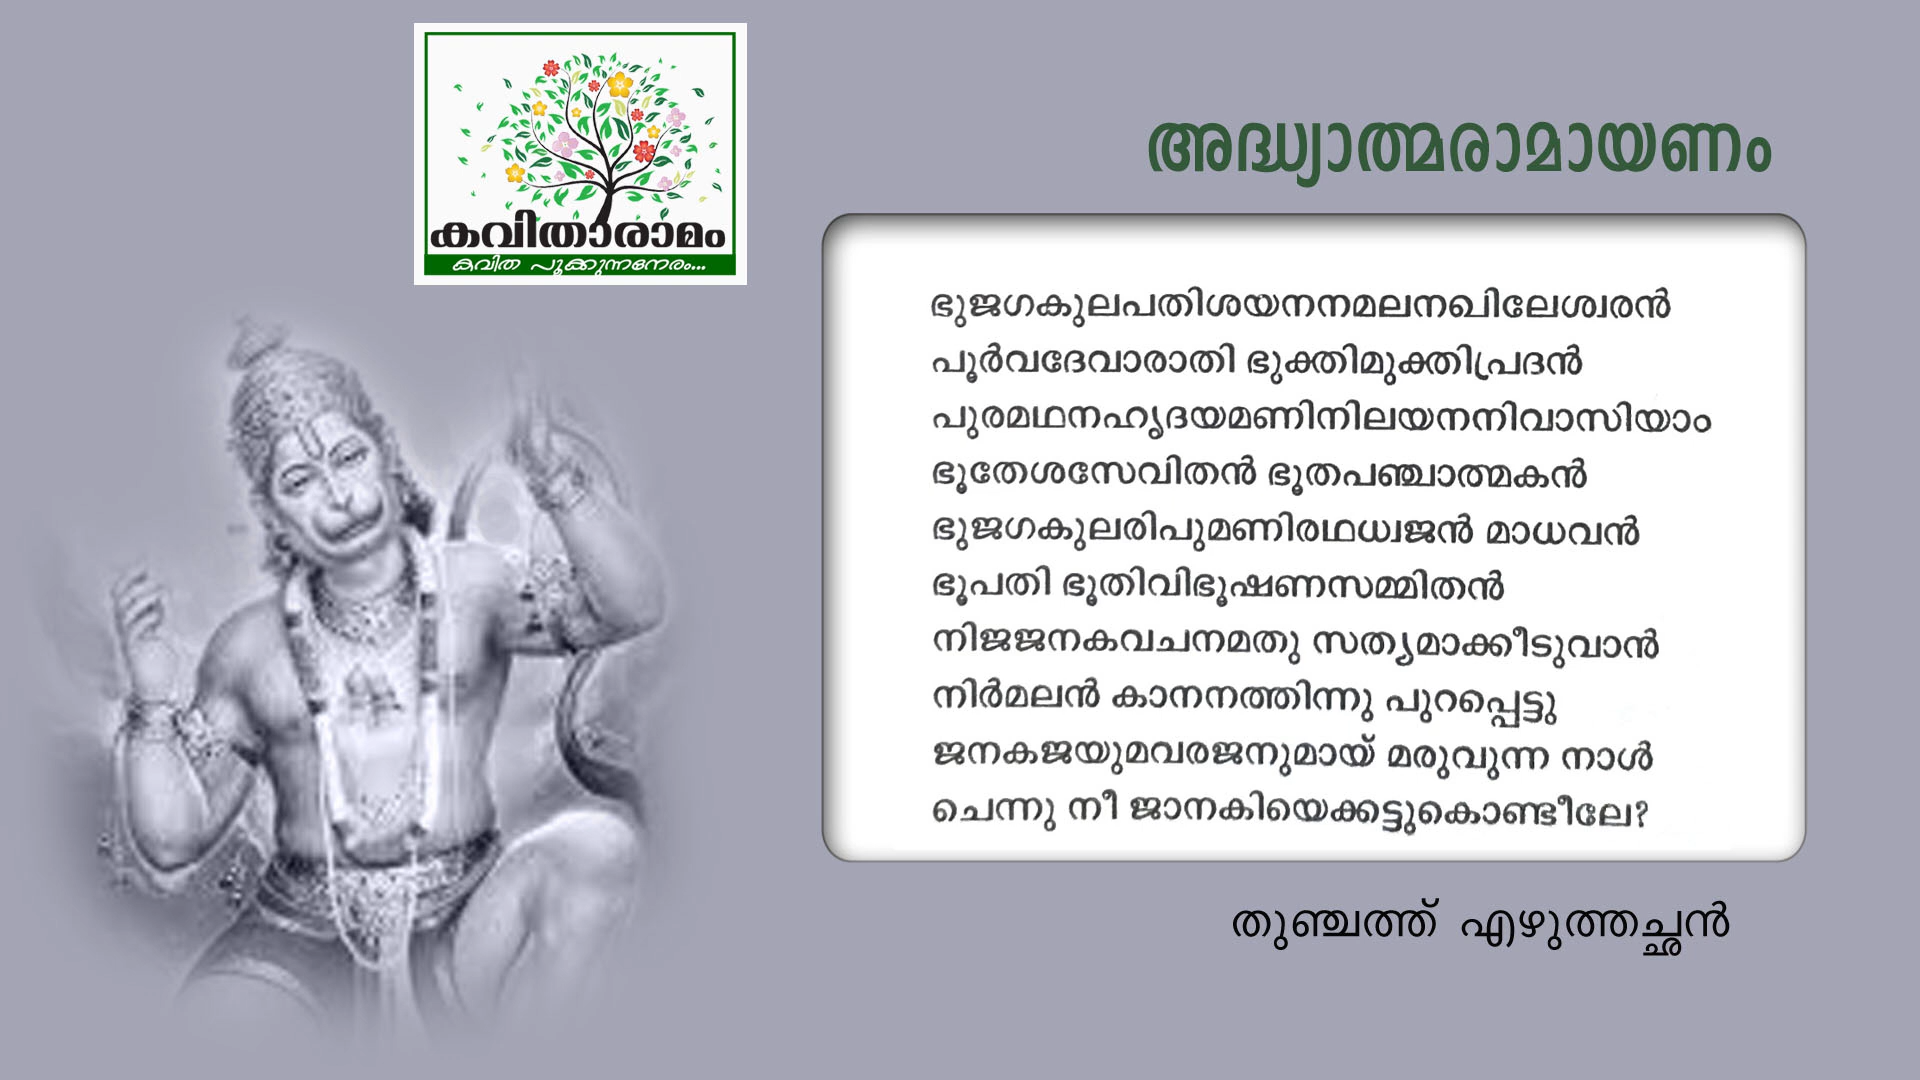 കവിതാരാമം
കവിത പൂക്കുന്നനേരം...
അദ്ധ്യാത്മരാമായണം
ഭുജഗകുലപതിശയനനമലനഖിലേശ്വരൻ
പൂർവദേവാരാതി ഭുക്തിമുക്തിപ്രദൻ
പുരമഥനഹൃദയമണിനിലയനനിവാസിയാം
ഭൂതേശസേവിതൻ ഭൂതപഞ്ചാത്മകൻ
ഭുജഗകുലരിപുമണിരഥധ്വജൻ മാധവൻ
ഭൂപതി ഭൂതിവിഭൂഷണസമ്മിതൻ
നിജജനകവചനമതു സത്യമാക്കീടുവാൻ
നിർമലൻ കാനനത്തിന്നു പുറപ്പെട്ടു
ജനകജയുമവരജനുമായ് മരുവുന്ന നാൾ
ചെന്നു നീ ജാനകിയെക്കട്ടുകൊണ്ടീലേ?
തുഞ്ചത്ത് എഴുത്തച്ഛൻ